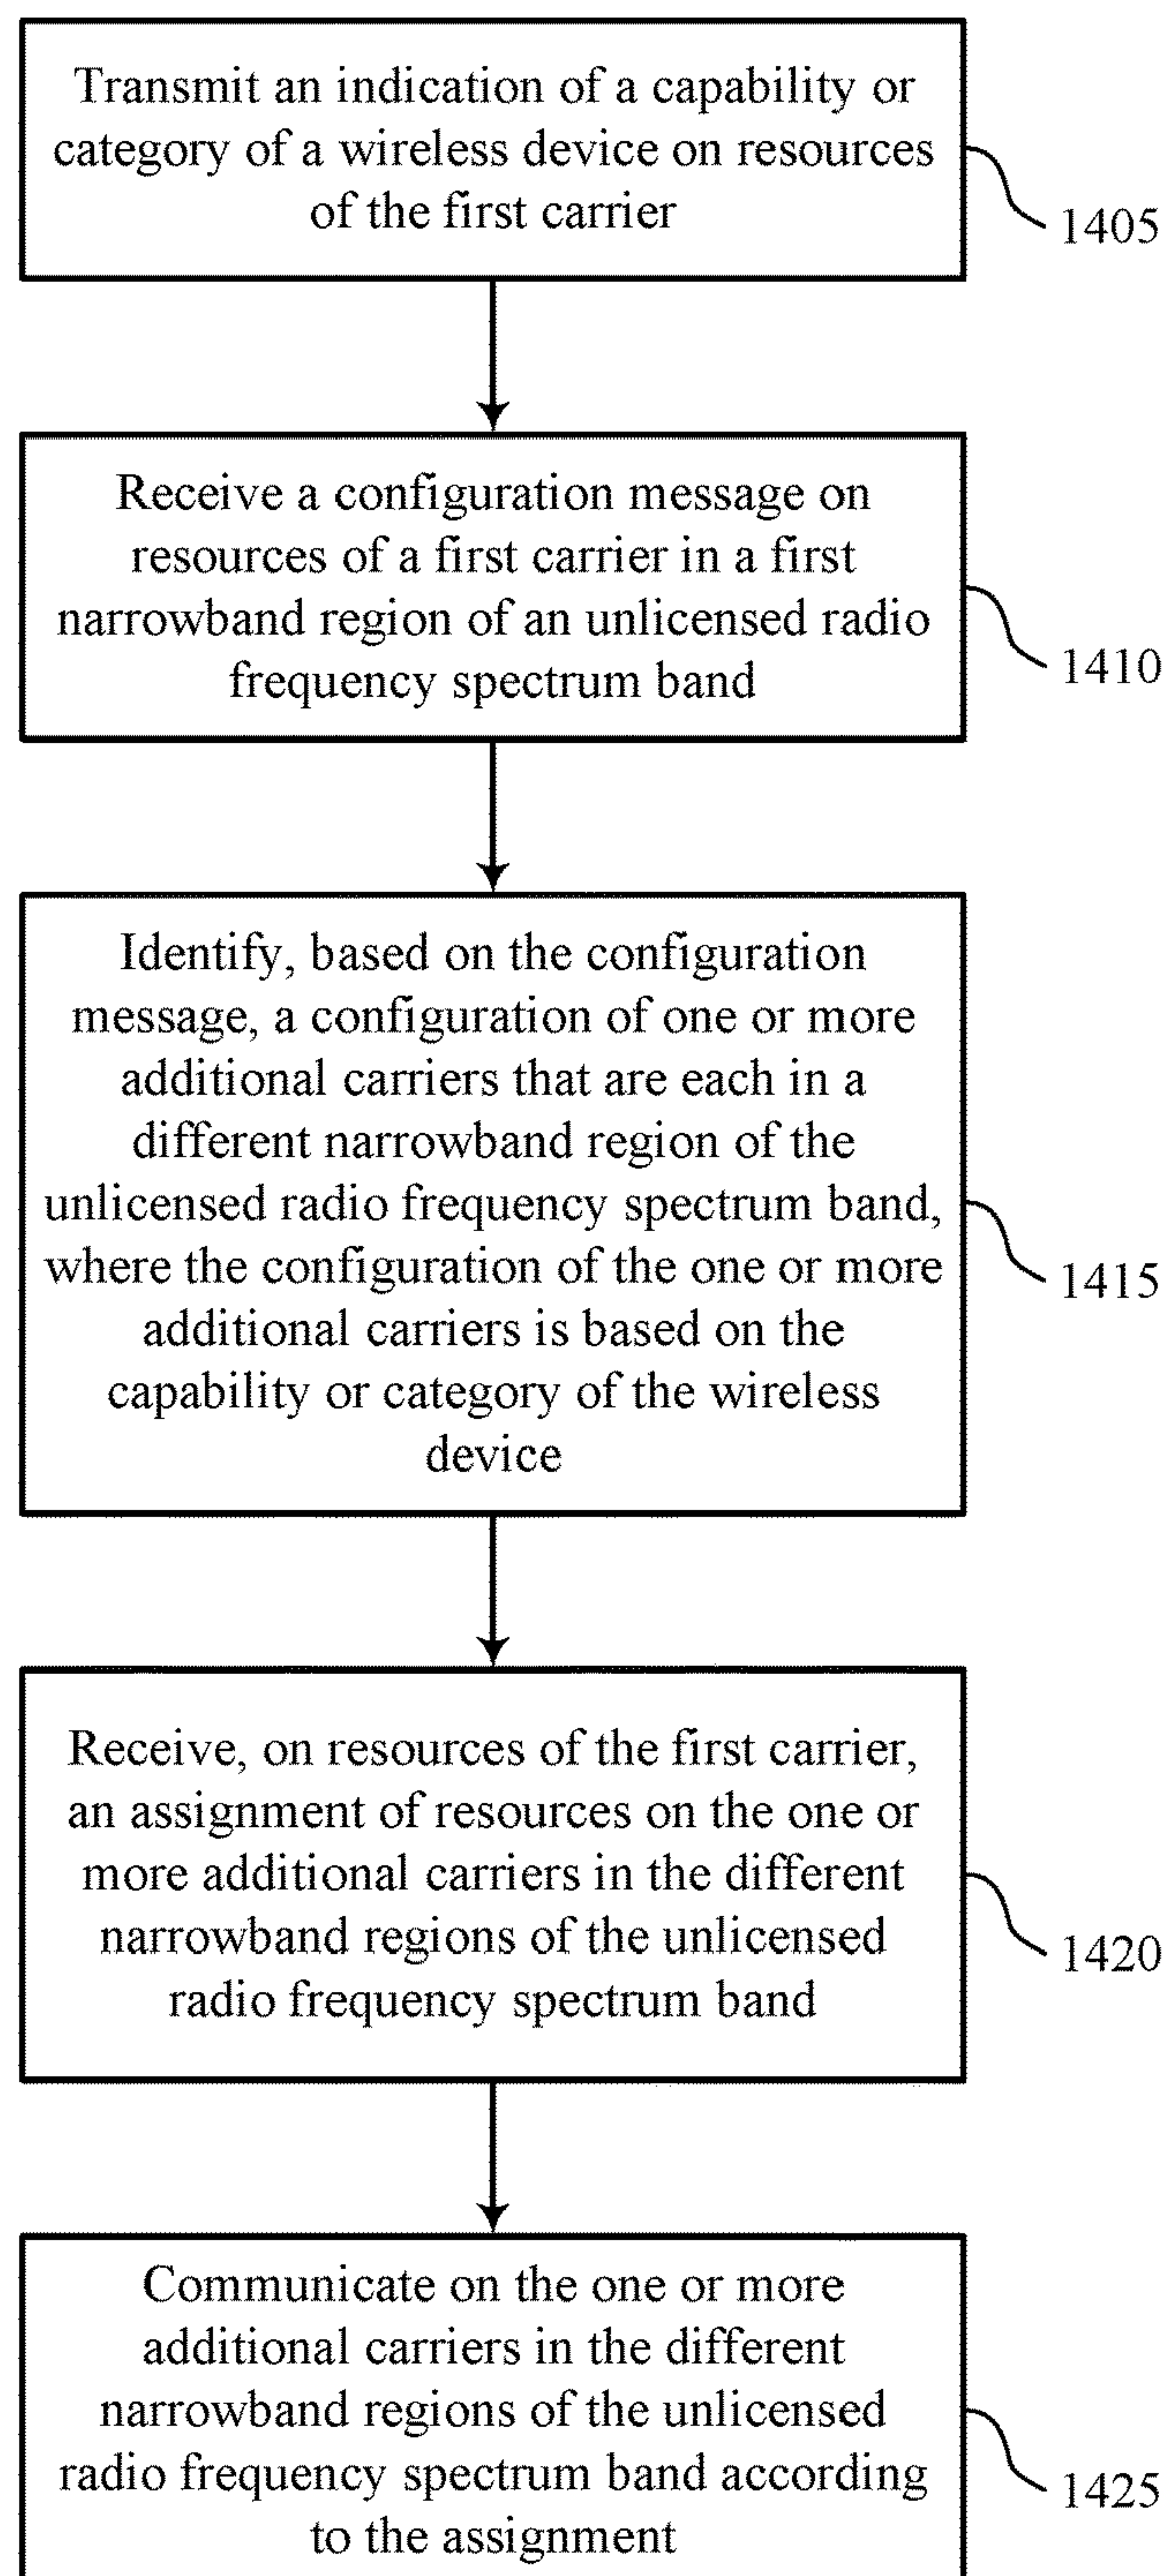 Transmit an indication of a capability or
category of a wireless device on resources
of the first carrier
1405
Receive a configuration message on
resources of a first carrier in a first
narrowband region of an unlicensed radio
frequency spectrum band
1410
Identify, based on the configuration
message, a configuration of one or more
additional carriers that are each in a
different narrowband region of the
unlicensed radio frequency spectrum band,
where the configuration of the one or more
additional carriers is based on the
capability or category of the wireless
device
1415
Receive, on resources of the first carrier,
an assignment of resources on the one or
more additional carriers in the different
narrowband regions of the unlicensed
radio frequency spectrum band
1420
Communicate on the one or more
additional carriers in the different
narrowband regions of the unlicensed
radio frequency spectrum band according
to the assignment
1425